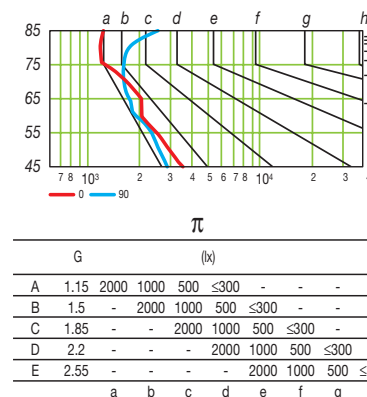 85 a b c d e f g h
75
65
55
45
7 8 10³ 2 3 4 5 6 7 8 10⁴ 2 3
0 90
π
G (lx)
A 1.15 2000 1000 500 ≤300 - - -
B 1.5 - 2000 1000 500 ≤300 - -
C 1.85 - - 2000 1000 500 ≤300 -
D 2.2 - - - 2000 1000 500 ≤300
E 2.55 - - - - 2000 1000 500 ≤
a b c d e f g